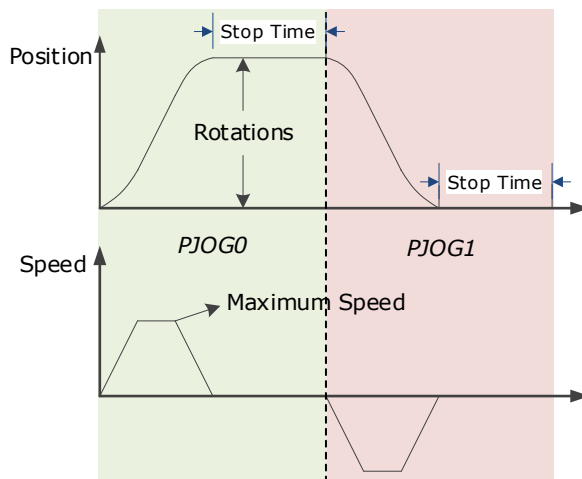 Stop Time
Position
Rotations
Stop Time
PJOG0
PJOG1
Speed
Maximum Speed